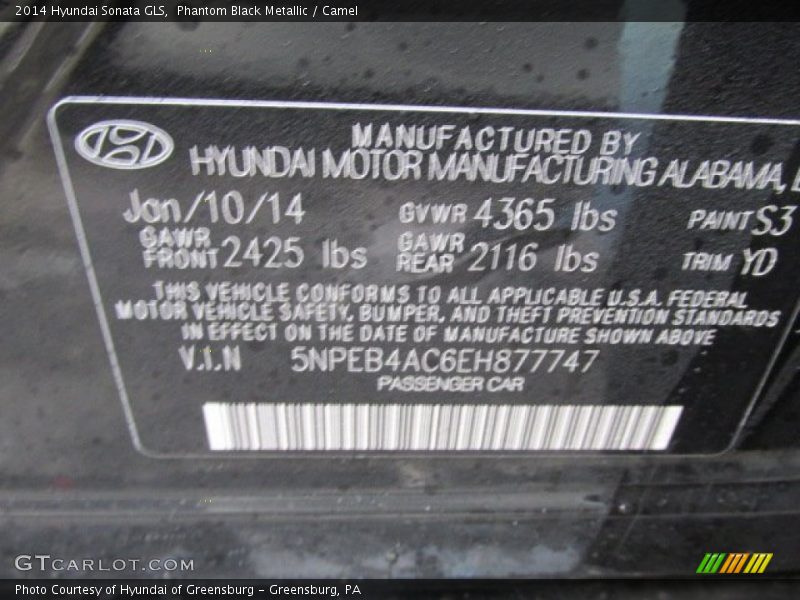 2014 Hyundai Sonata GLS, Phantom Black Metallic / Camel
MANUFACTURED BY
HYUNDAI MOTOR MANUFACTURING ALABAMA,
Jan/10/14 GVWR 4365 lbs PAINT S3
GAWR FRONT 2425 lbs GAWR REAR 2116 lbs TRIM YD
THIS VEHICLE CONFORMS TO ALL APPLICABLE U.S.A. FEDERAL
MOTOR VEHICLE SAFETY, BUMPER, AND THEFT PREVENTION STANDARDS
IN EFFECT ON THE DATE OF MANUFACTURE SHOWN ABOVE
V.I.N 5NPEB4AC6EH877747
PASSENGER CAR
GTCARLOT.COM
Photo Courtesy of Hyundai of Greensburg - Greensburg, PA